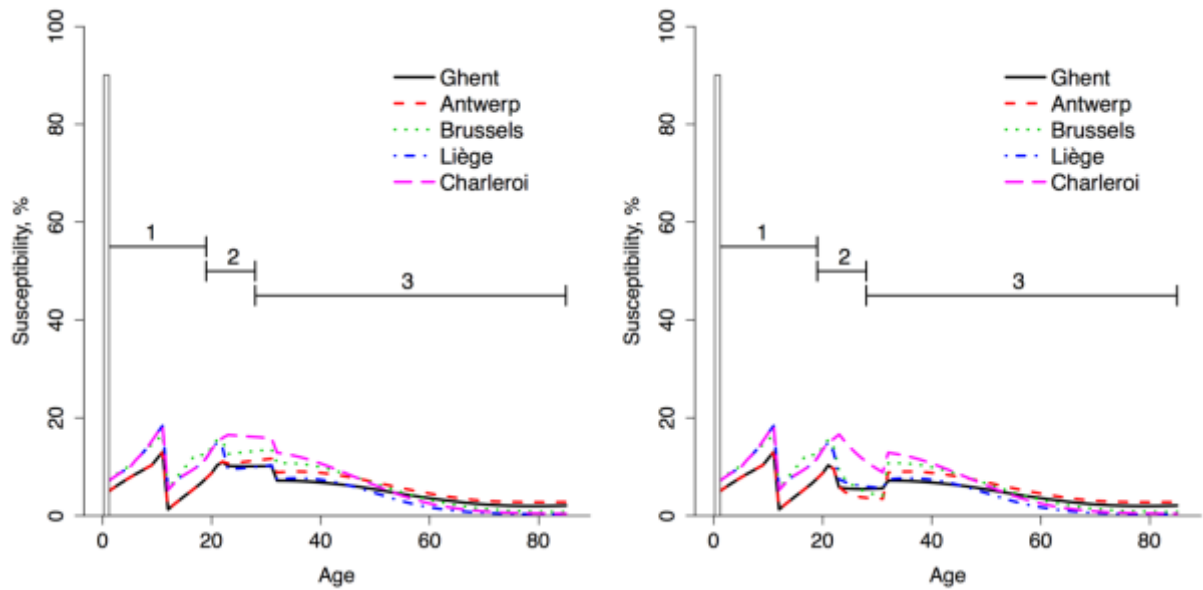 100
80
60
40
20
0
Susceptibility, %
Ghent
Antwerp
Brussels
Liège
Charleroi
1
2
3
0 20 40 60 80
Age
100
80
60
40
20
0
Susceptibility, %
Ghent
Antwerp
Brussels
Liège
Charleroi
1
2
3
0 20 40 60 80
Age